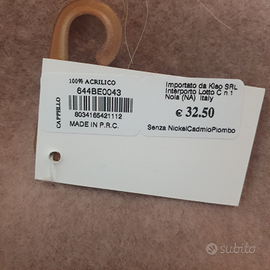 CAPPELLO
100% ACRILICO
644BE0043
8034165421112
MADE IN P.R.C.
Importato da Kiao SRL
Interporto Lotto C n 1
Nola (NA) Italy
€ 32.50
Senza NickelCadmioPiombo
subito